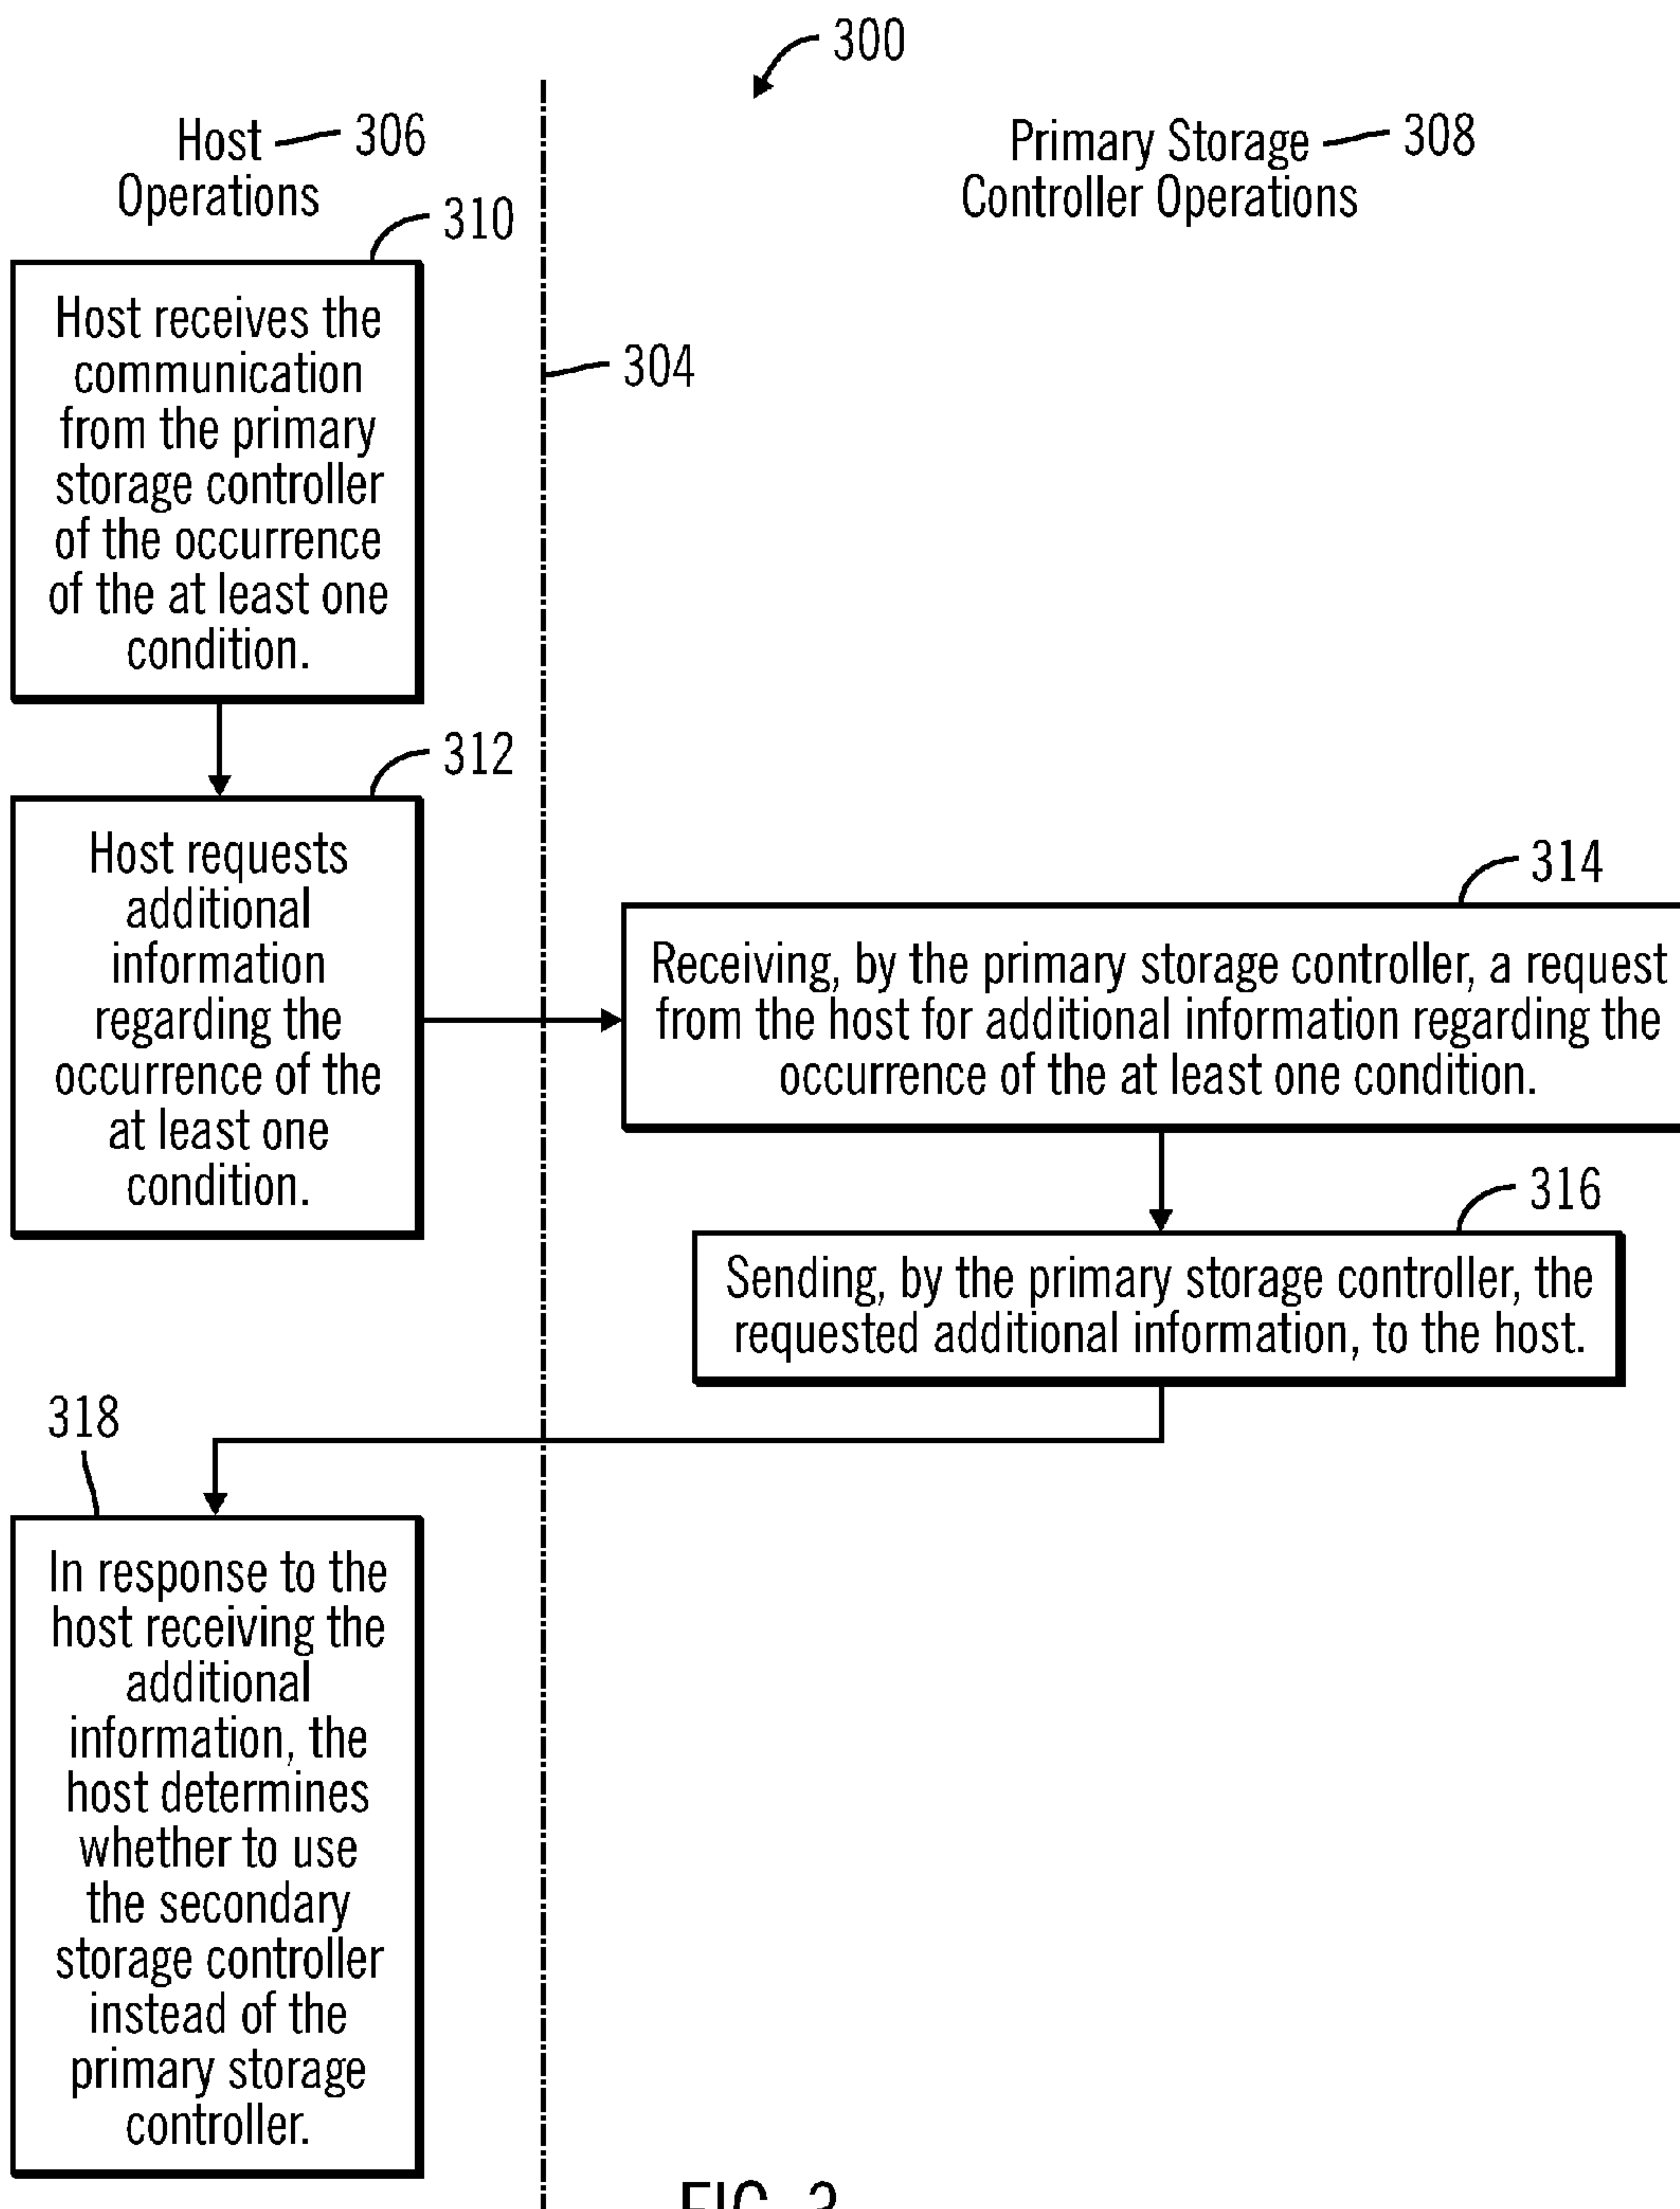 300
Host 306
Operations
Primary Storage 308
Controller Operations
310
Host receives the
communication
from the primary
storage controller
of the occurrence
of the at least one
condition.
304
312
Host requests
additional
information
regarding the
occurrence of the
at least one
condition.
314
Receiving, by the primary storage controller, a request
from the host for additional information regarding the
occurrence of the at least one condition.
316
Sending, by the primary storage controller, the
requested additional information, to the host.
318
In response to the
host receiving the
additional
information, the
host determines
whether to use
the secondary
storage controller
instead of the
primary storage
controller.
FIG. 3